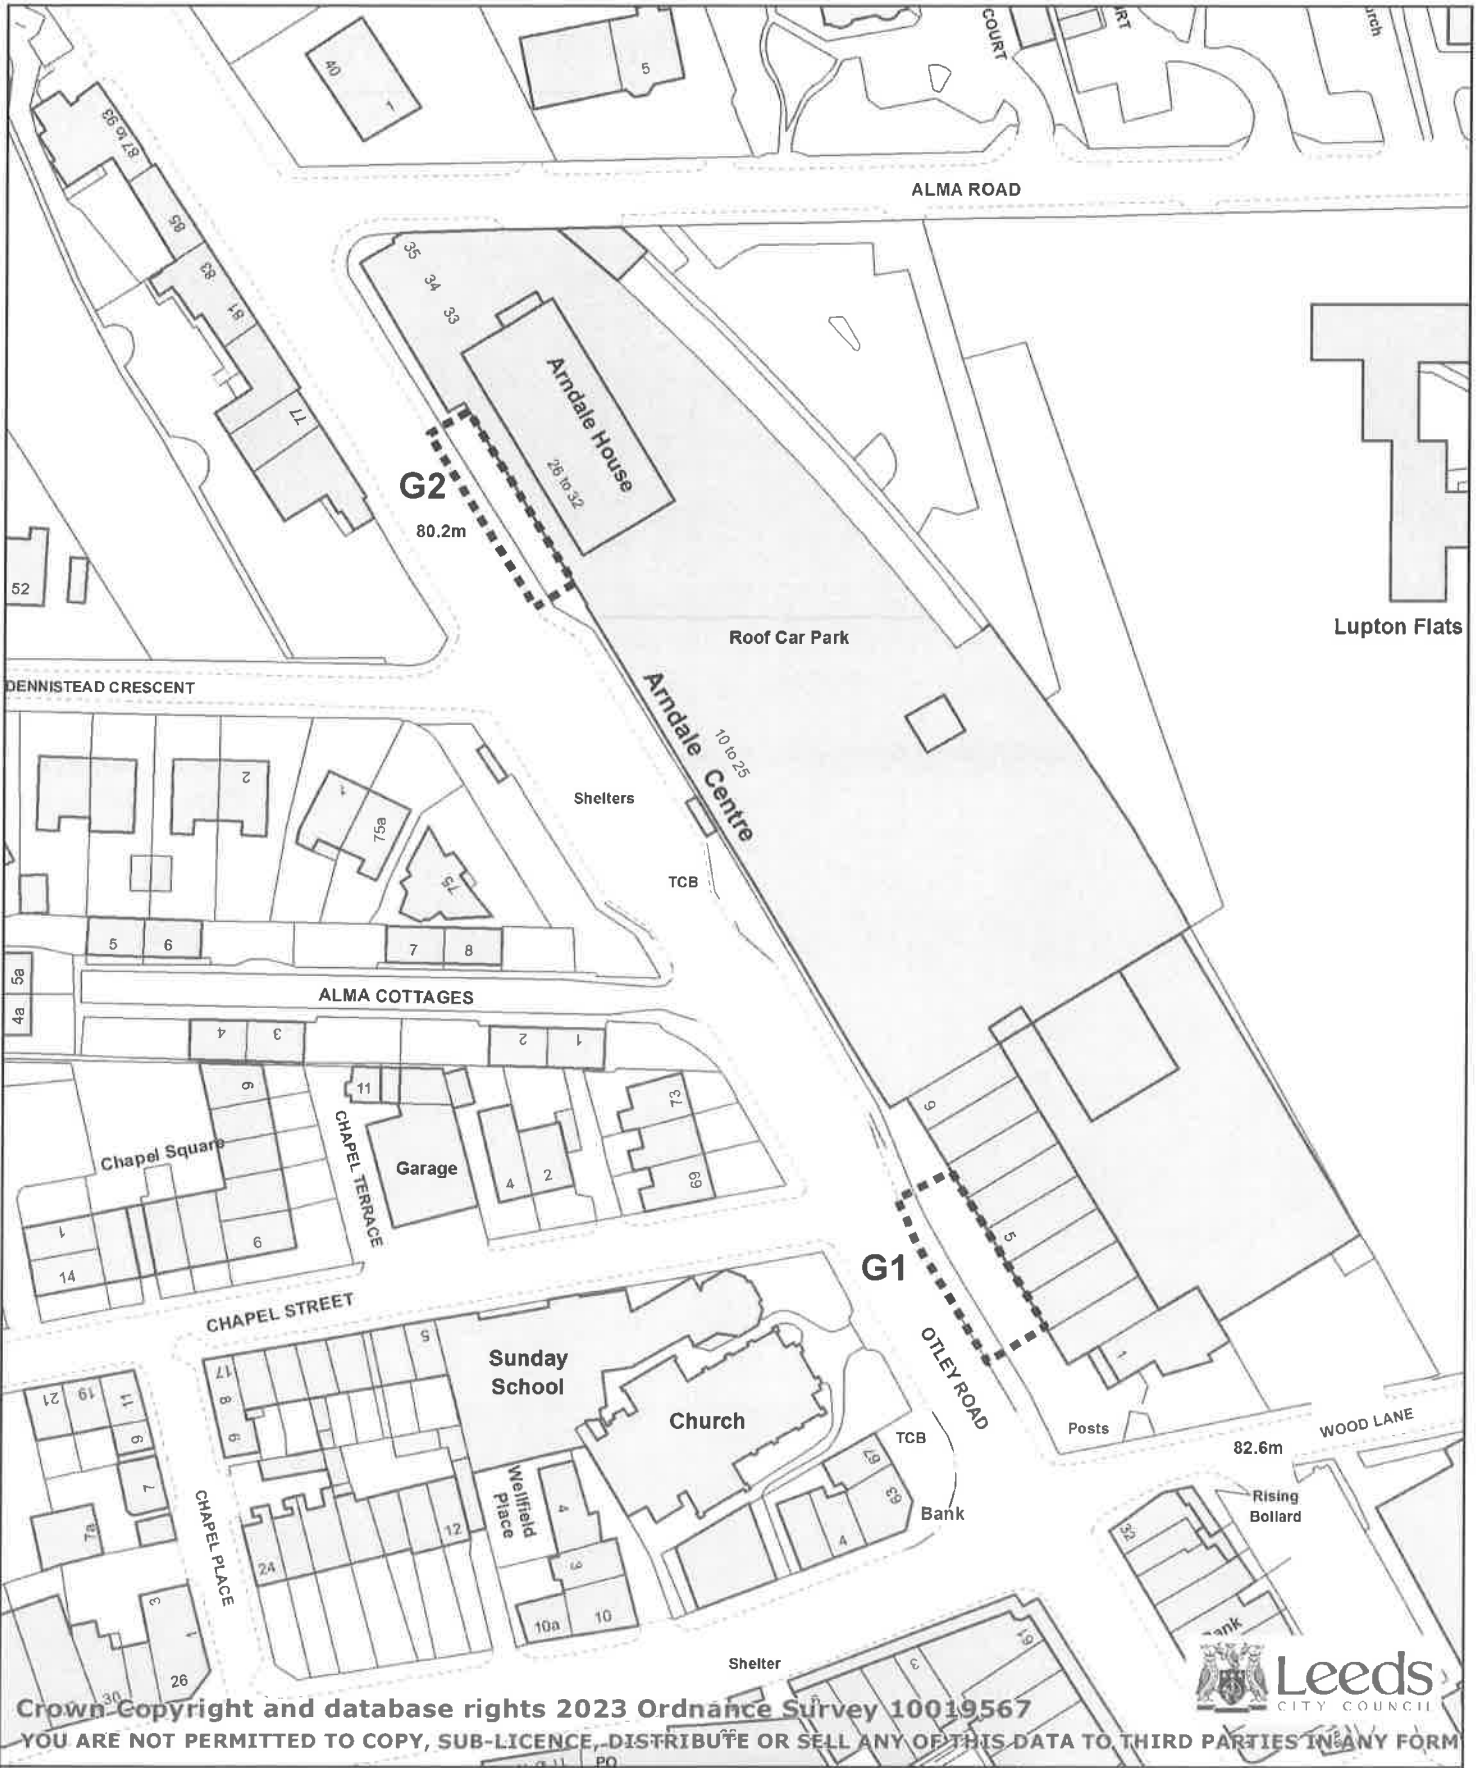 COURT
40
1
5
87 to 93
ALMA ROAD
85
83
81
77
35
34
33
Arndale House
26 to 32
G2
80.2m
52
Lupton Flats
Roof Car Park
DENNISTEAD CRESCENT
Arndale Centre
10 to 25
2
1
75a
75
Shelters
TCB
5
6
7
8
5a
4a
ALMA COTTAGES
4
3
2
1
11
73
69
6
Chapel Square
CHAPEL TERRACE
Garage
4
2
6
5
1
14
9
G1
CHAPEL STREET
OTLEY ROAD
5
17
8
9
Sunday
School
Church
1
Posts
WOOD LANE
82.6m
TCB
67
63
Bank
Rising
Bollard
21
19
11
9
7
7a
CHAPEL PLACE
24
12
Wellfield
Place
4
3
10a
10
4
32
3
1
26
30
Shelter
3
61
Leeds
CITY COUNCIL
Crown Copyright and database rights 2023 Ordnance Survey 10019567
YOU ARE NOT PERMITTED TO COPY, SUB-LICENCE, DISTRIBUTE OR SELL ANY OF THIS DATA TO THIRD PARTIES IN ANY FORM
PO